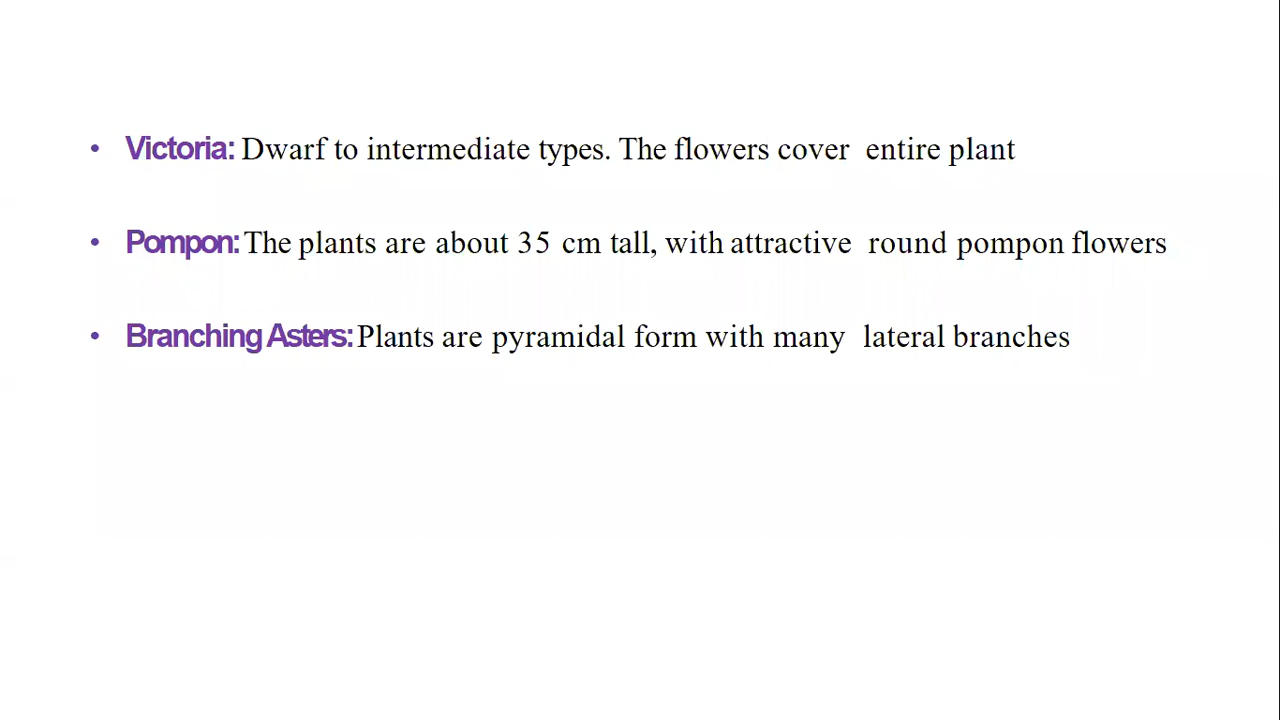 • Victoria: Dwarf to intermediate types. The flowers cover entire plant
• Pompon: The plants are about 35 cm tall, with attractive round pompon flowers
• Branching Asters: Plants are pyramidal form with many lateral branches